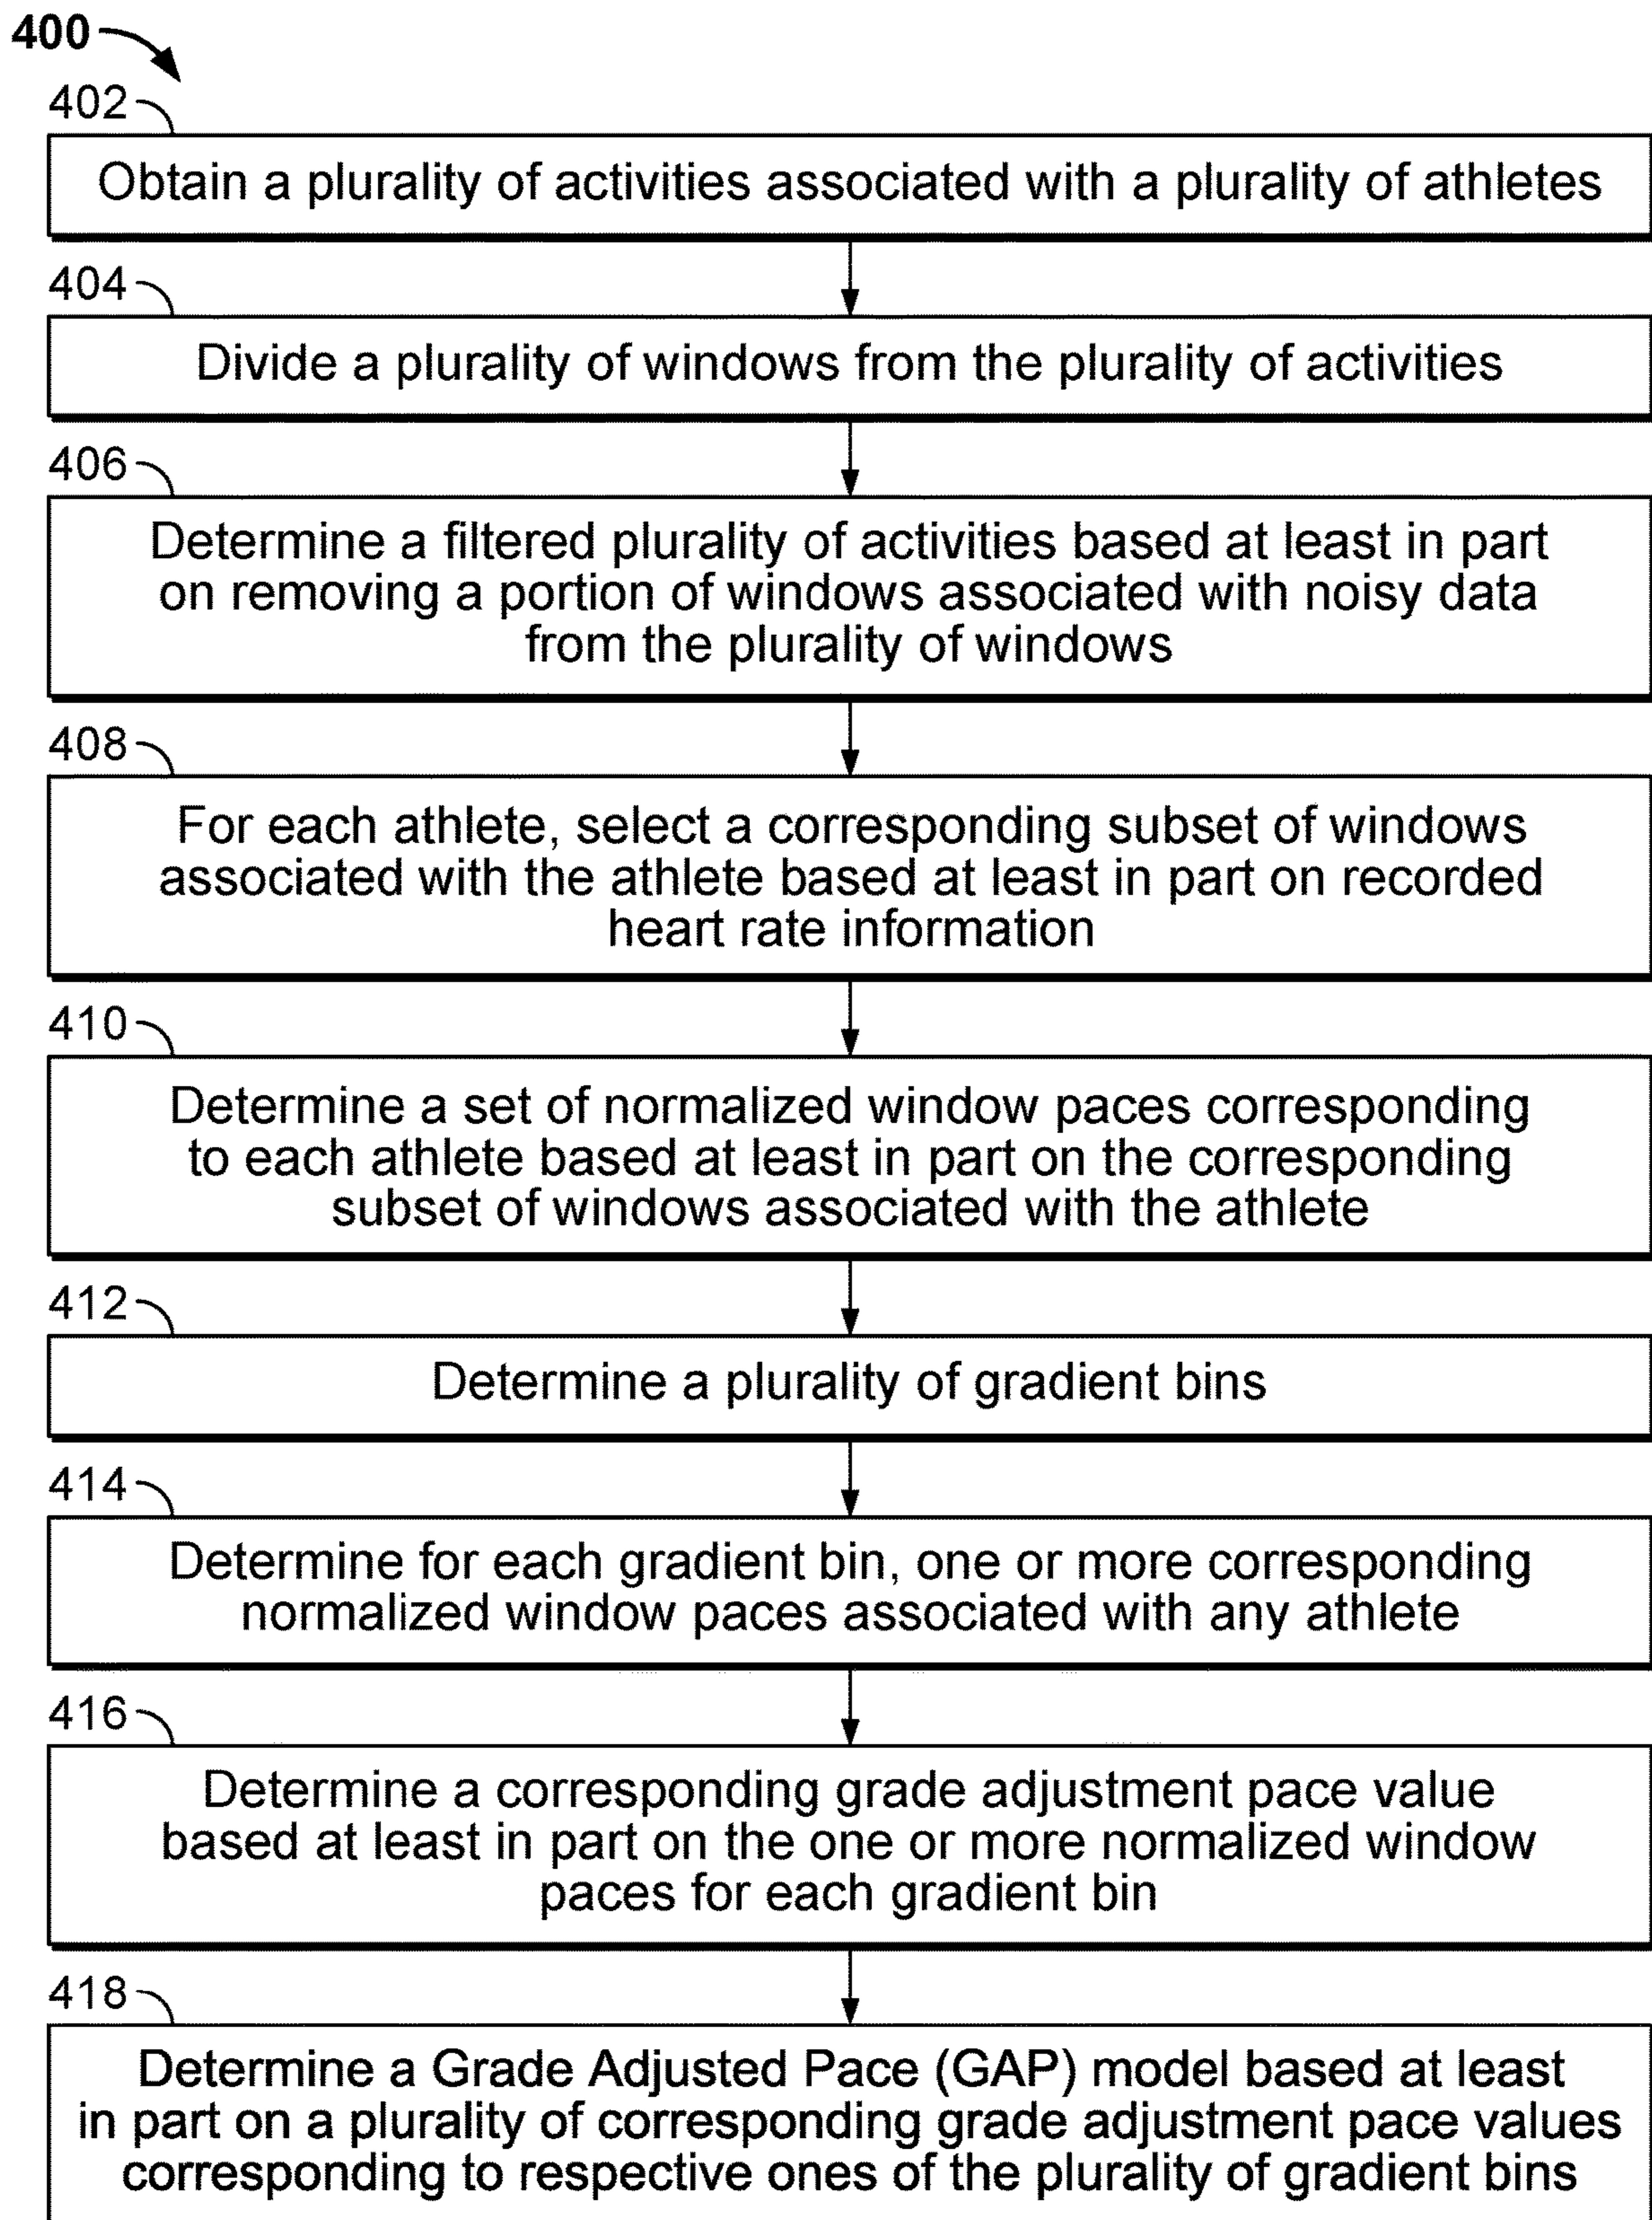 400
402
Obtain a plurality of activities associated with a plurality of athletes
404
Divide a plurality of windows from the plurality of activities
406
Determine a filtered plurality of activities based at least in part
on removing a portion of windows associated with noisy data
from the plurality of windows
408
For each athlete, select a corresponding subset of windows
associated with the athlete based at least in part on recorded
heart rate information
410
Determine a set of normalized window paces corresponding
to each athlete based at least in part on the corresponding
subset of windows associated with the athlete
412
Determine a plurality of gradient bins
414
Determine for each gradient bin, one or more corresponding
normalized window paces associated with any athlete
416
Determine a corresponding grade adjustment pace value
based at least in part on the one or more normalized window
paces for each gradient bin
418
Determine a Grade Adjusted Pace (GAP) model based at least
in part on a plurality of corresponding grade adjustment pace values
corresponding to respective ones of the plurality of gradient bins